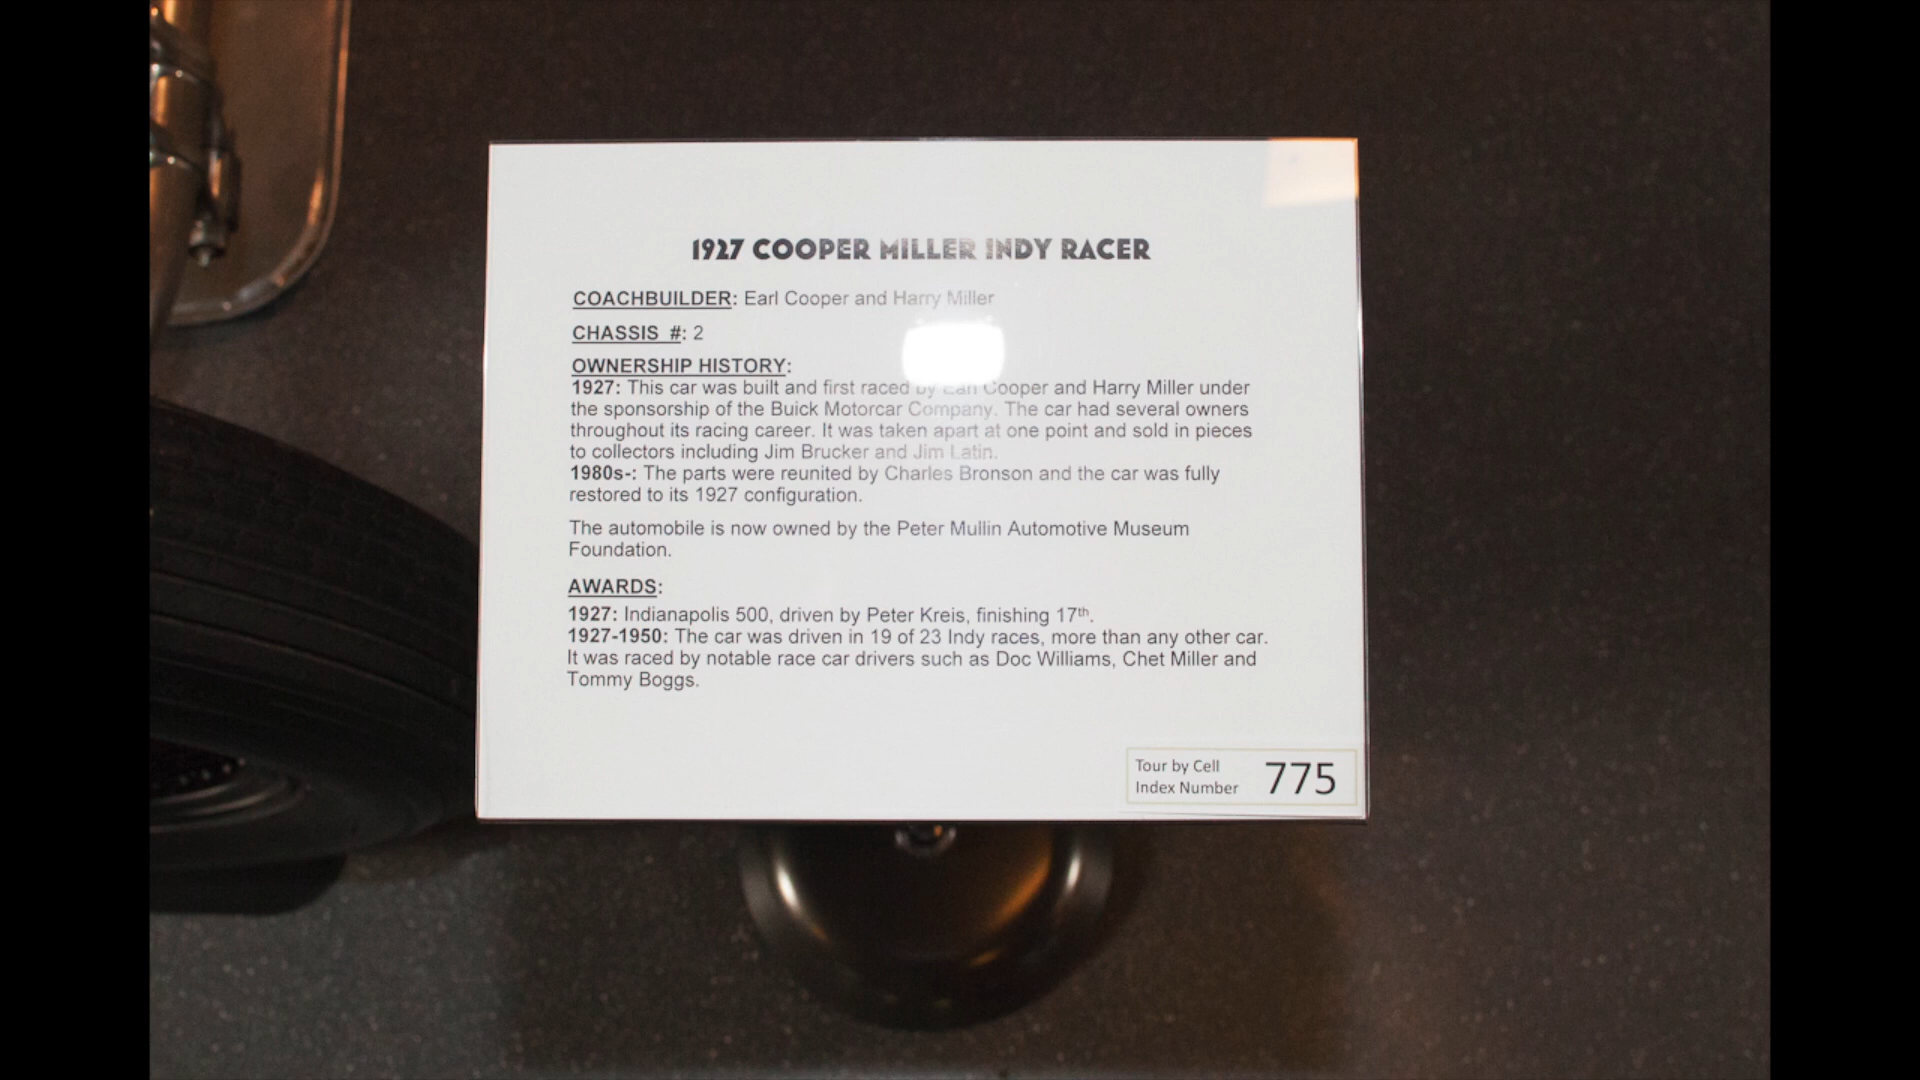 1927 COOPER MILLER INDY RACER
COACHBUILDER: Earl Cooper and Harry Miller
CHASSIS #: 2
OWNERSHIP HISTORY:
1927: This car was built and first raced by Earl Cooper and Harry Miller under
the sponsorship of the Buick Motorcar Company. The car had several owners
throughout its racing career. It was taken apart at one point and sold in pieces
to collectors including Jim Brucker and Jim Latin.
1980s-: The parts were reunited by Charles Bronson and the car was fully
restored to its 1927 configuration.
The automobile is now owned by the Peter Mullin Automotive Museum
Foundation.
AWARDS:
1927: Indianapolis 500, driven by Peter Kreis, finishing 17th.
1927-1950: The car was driven in 19 of 23 Indy races, more than any other car.
It was raced by notable race car drivers such as Doc Williams, Chet Miller and
Tommy Boggs.
Tour by Cell
Index Number 775